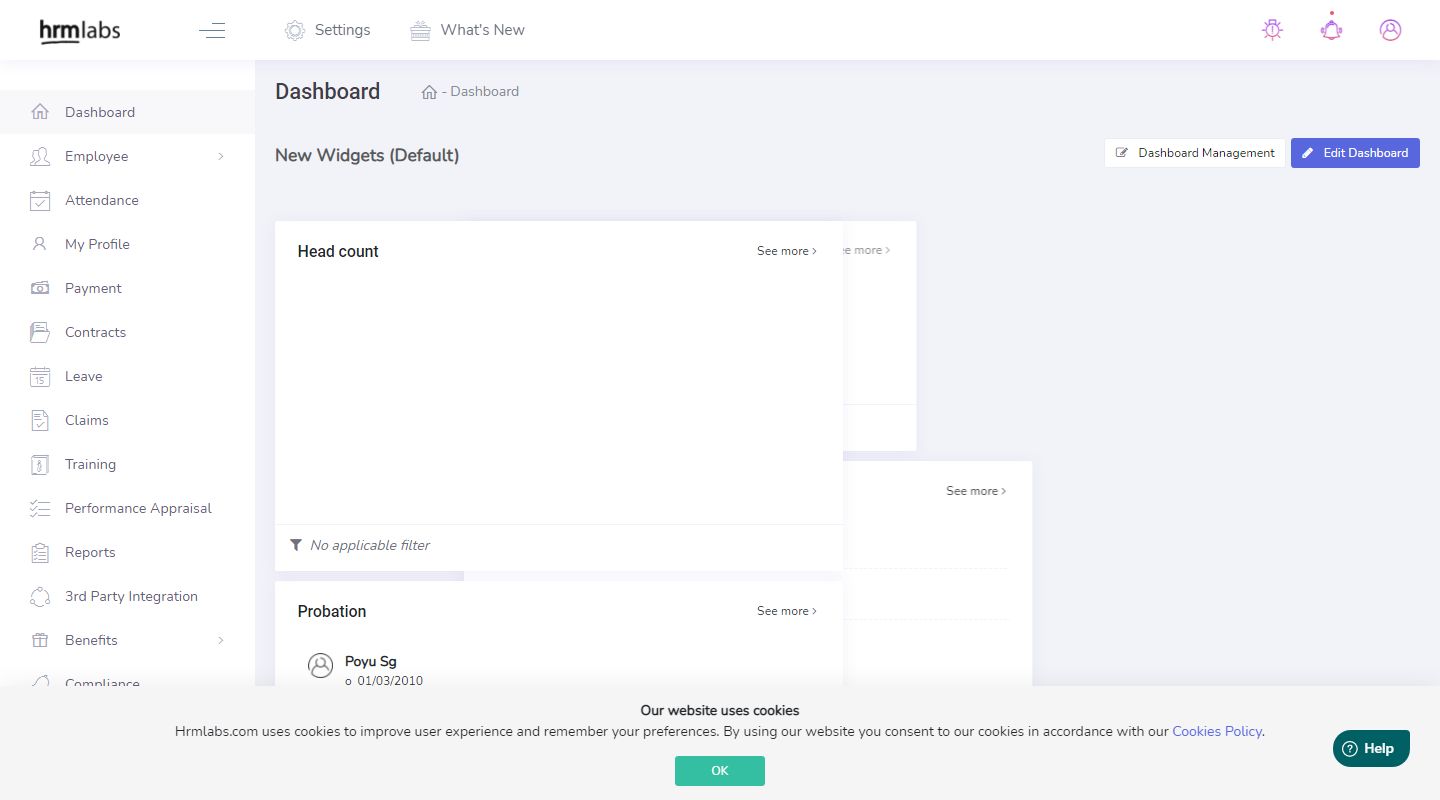 hrmlabs
Settings
What's New
Dashboard
Employee
Attendance
My Profile
Payment
Contracts
Leave
15
Claims
Training
Performance Appraisal
Reports
3rd Party Integration
Benefits
Compliance
Dashboard
- Dashboard
New Widgets (Default)
Dashboard Management
Edit Dashboard
Head count
See more
ee more
No applicable filter
See more
Probation
See more
Poyu Sg
o 01/03/2010
Our website uses cookies
Hrmlabs.com uses cookies to improve user experience and remember your preferences. By using our website you consent to our cookies in accordance with our Cookies Policy.
OK
Help